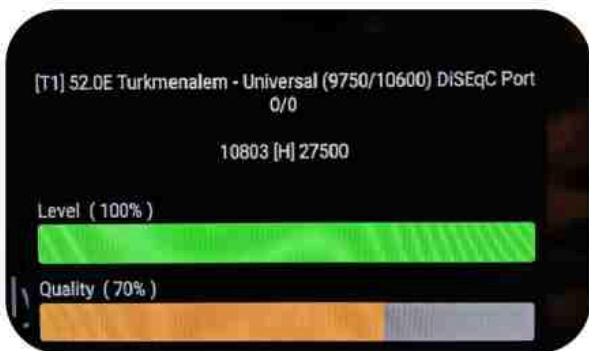 [T1] 52.0E Turkmenalem - Universal (9750/10600) DiSEqC Port
0/0
10803 [H] 27500
Level ( 100% )
Quality ( 70% )